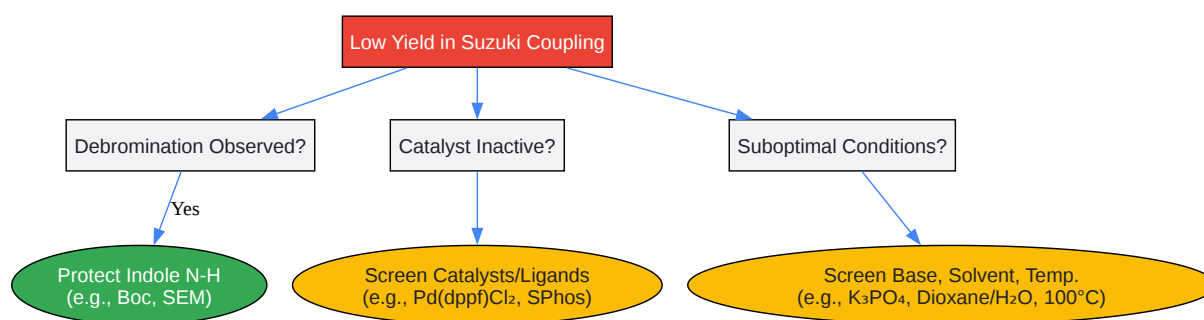 Low Yield in Suzuki Coupling
Debromination Observed?
Catalyst Inactive?
Suboptimal Conditions?
Yes
Protect Indole N-H
(e.g., Boc, SEM)
Screen Catalysts/Ligands
(e.g., Pd(dppf)Cl₂, SPhos)
Screen Base, Solvent, Temp.
(e.g., K₃PO₄, Dioxane/H₂O, 100°C)